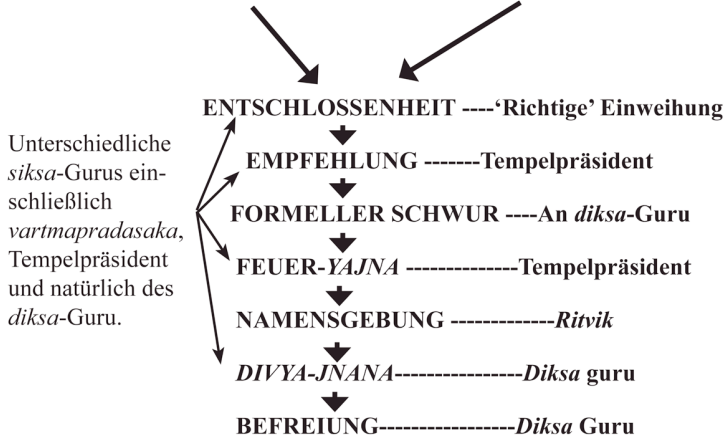 ENTSCHLOSSENHEIT ----‘Richtige’ Einweihung
EMPFEHLUNG -------Tempelpräsident
FORMELLER SCHWUR ----An diksa-Guru
FEUER-YAJNA --------------Tempelpräsident
NAMENSGEBUNG -------------Ritvik
DIVYA-JNANA----------------Diksa guru
BEFREIUNG-----------------Diksa Guru
Unterschiedliche
siksa-Gurus ein-
schließlich
vartmapradasaka,
Tempelpräsident
und natürlich des
diksa-Guru.